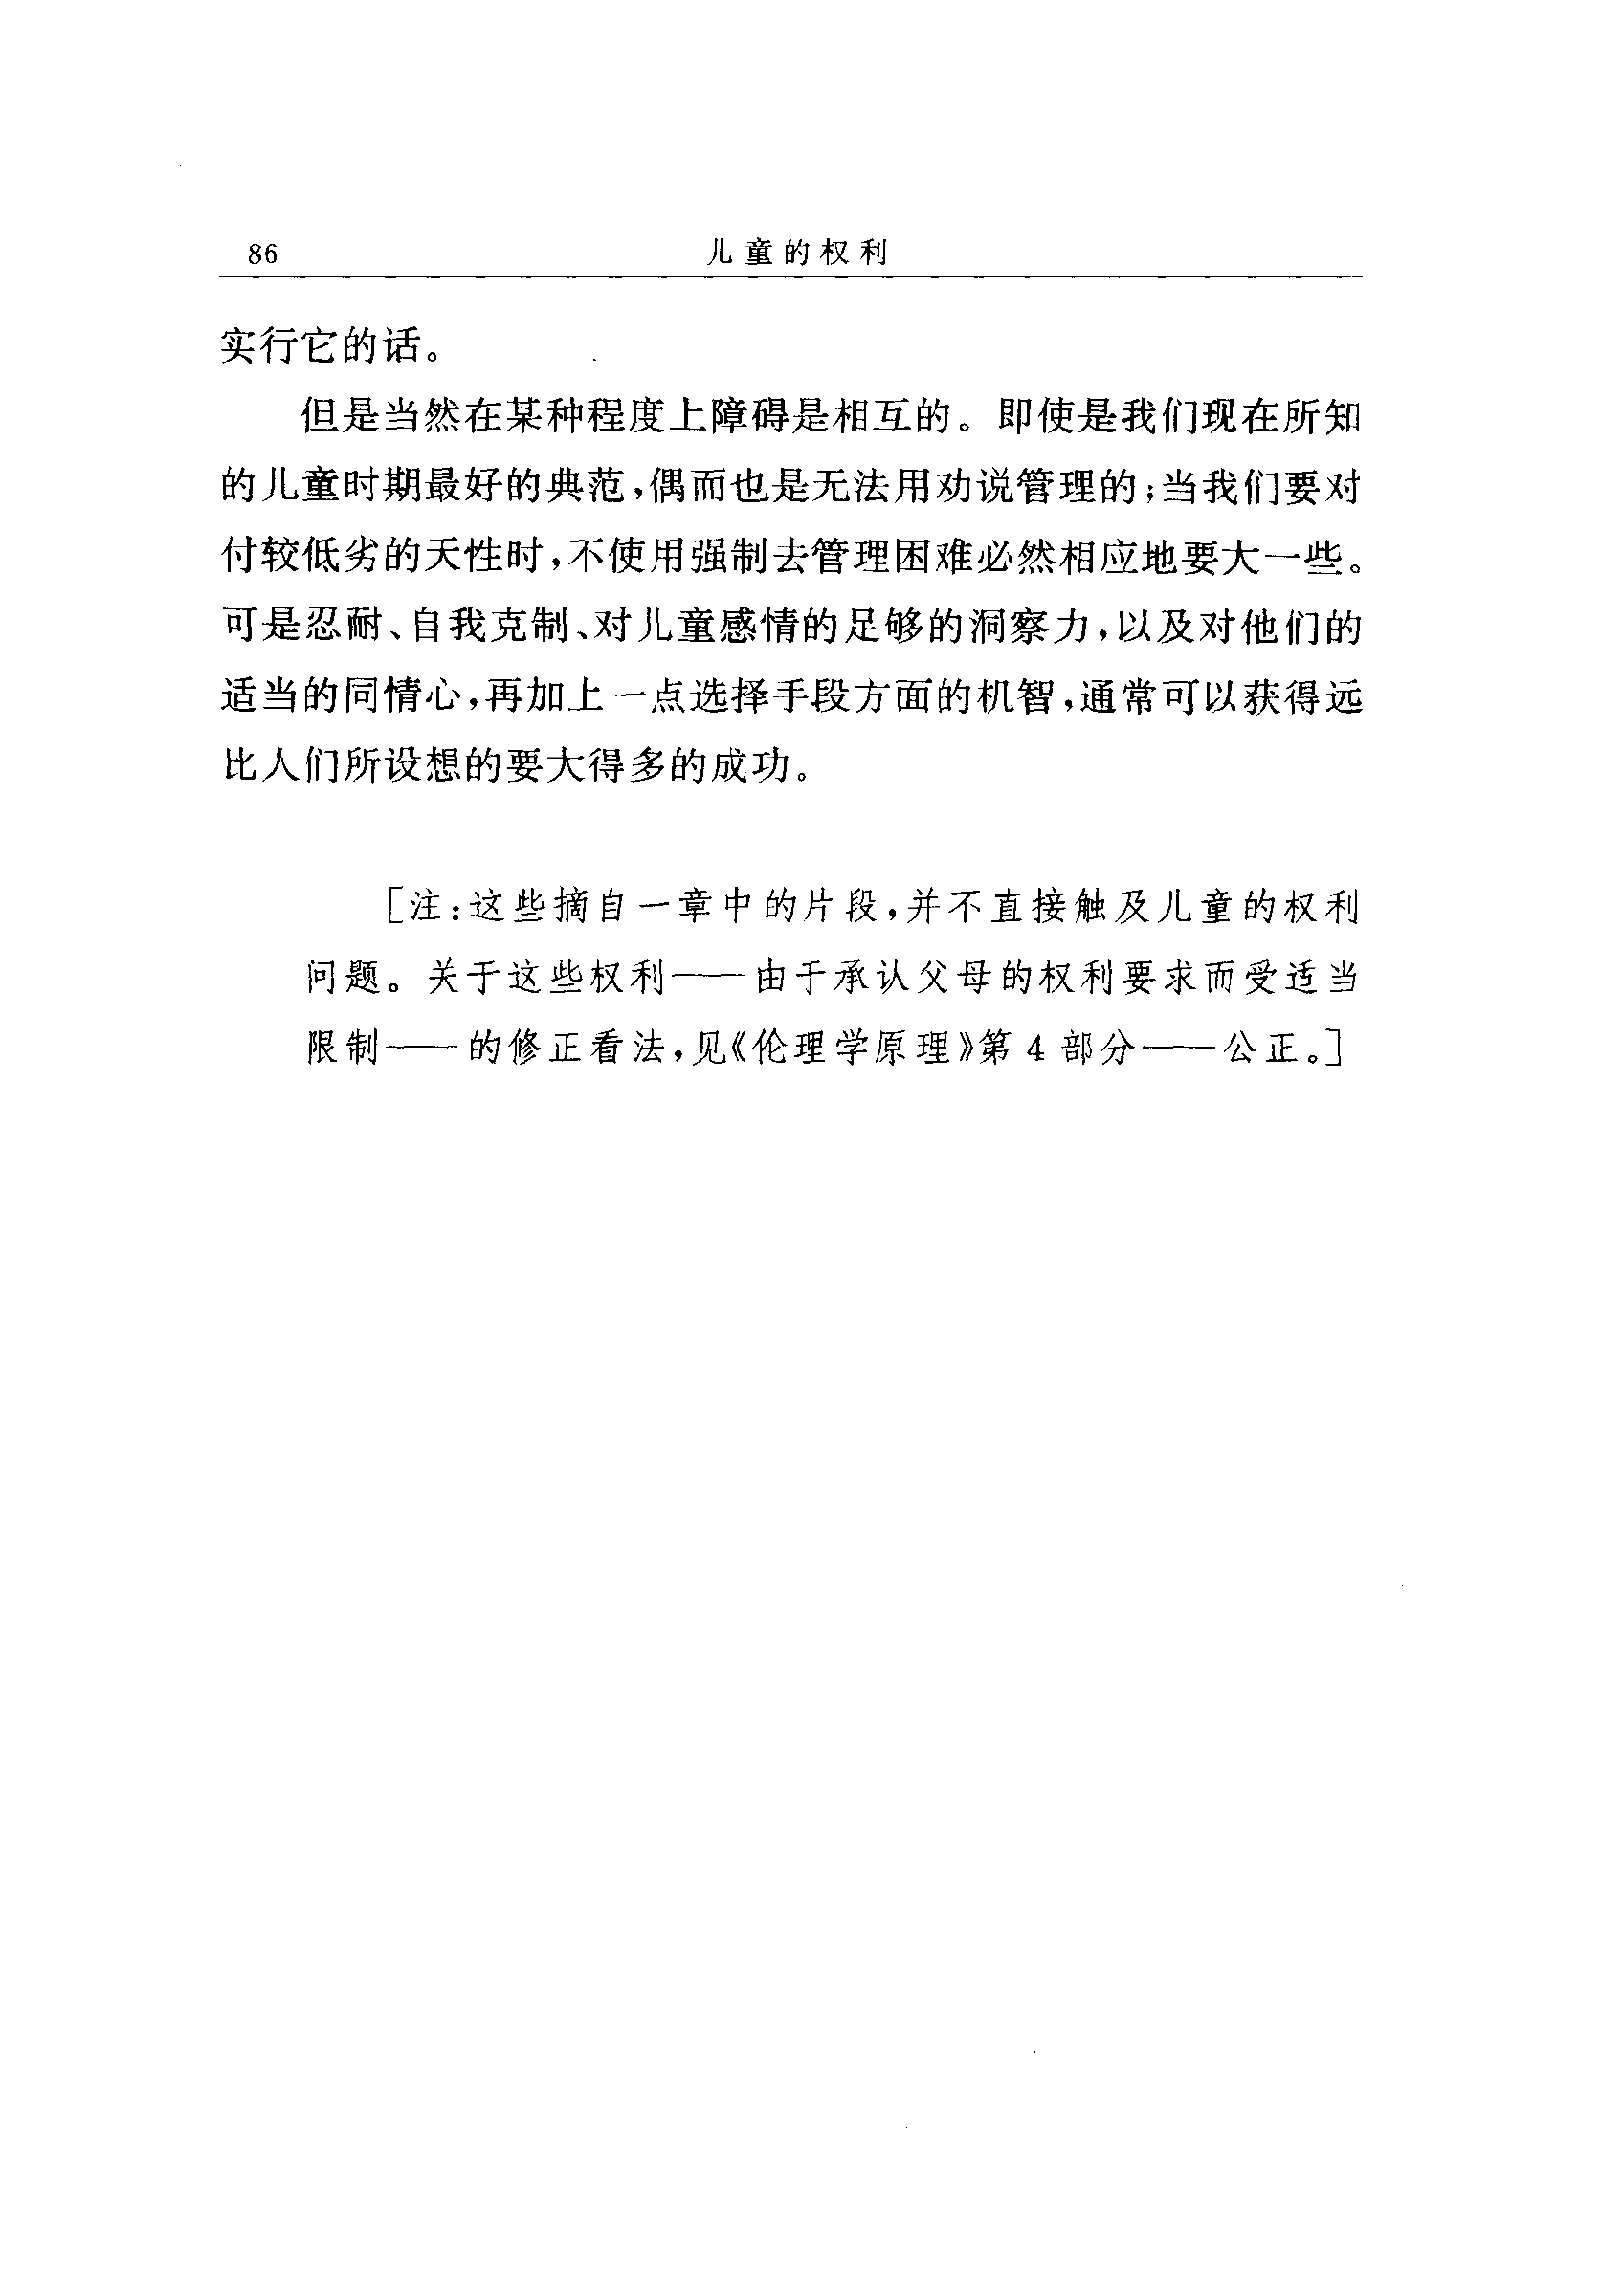 86 儿童的权利
实行它的话。
但是当然在某种程度上障碍是相互的。即使是我们现在所知
的儿童时期最好的典范，偶而也是无法用劝说管理的；当我们要对
付较低劣的天性时，不使用强制去管理困难必然相应地要大一些。
可是忍耐、自我克制、对儿童感情的足够的洞察力，以及对他们的
适当的同情心，再加上一点选择手段方面的机智，通常可以获得远
比人们所设想的要大得多的成功。
［注：这些摘自一章中的片段，并不直接触及儿童的权利
问题。关于这些权利——由于承认父母的权利要求而受适当
限制——的修正看法，见《伦理学原理》第 4 部分——公正。］